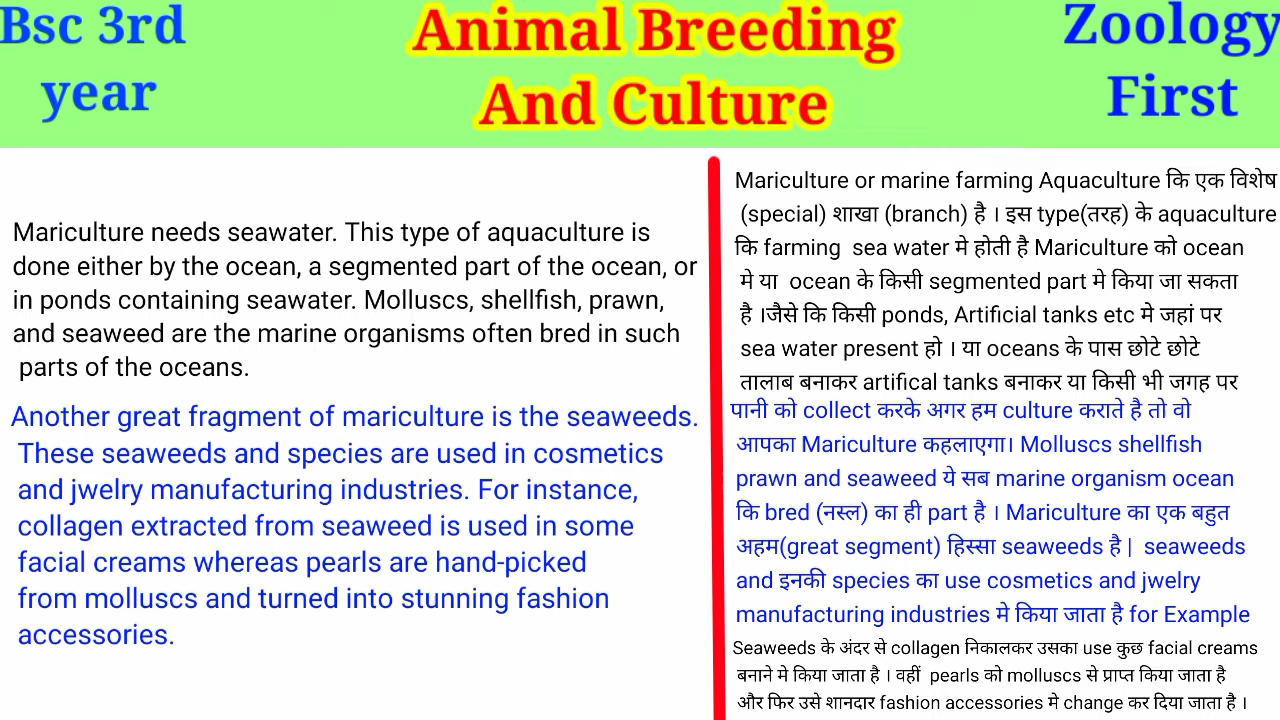 Bsc 3rd
year
Animal Breeding
And Culture
Zoology
First
Mariculture needs seawater. This type of aquaculture is
done either by the ocean, a segmented part of the ocean, or
in ponds containing seawater. Molluscs, shellfish, prawn,
and seaweed are the marine organisms often bred in such
parts of the oceans.
Another great fragment of mariculture is the seaweeds.
These seaweeds and species are used in cosmetics
and jwelry manufacturing industries. For instance,
collagen extracted from seaweed is used in some
facial creams whereas pearls are hand-picked
from molluscs and turned into stunning fashion
accessories.
Mariculture or marine farming Aquaculture कि एक विशेष
(special) शाखा (branch) है । इस type(तरह) के aquaculture
कि farming sea water मे होती है Mariculture को ocean
मे या ocean के किसी segmented part मे किया जा सकता
है ।जैसे कि किसी ponds, Artificial tanks etc मे जहां पर
sea water present हो । या oceans के पास छोटे छोटे
तालाब बनाकर artifical tanks बनाकर या किसी भी जगह पर
पानी को collect करके अगर हम culture कराते है तो वो
आपका Mariculture कहलाएगा। Molluscs shellfish
prawn and seaweed ये सब marine organism ocean
कि bred (नस्ल) का ही part है । Mariculture का एक बहुत
अहम(great segment) हिस्सा seaweeds है | seaweeds
and इनकी species का use cosmetics and jwelry
manufacturing industries मे किया जाता है for Example
Seaweeds के अंदर से collagen निकालकर उसका use कुछ facial creams
बनाने मे किया जाता है । वहीं pearls को molluscs से प्राप्त किया जाता है
और फिर उसे शानदार fashion accessories मे change कर दिया जाता है ।